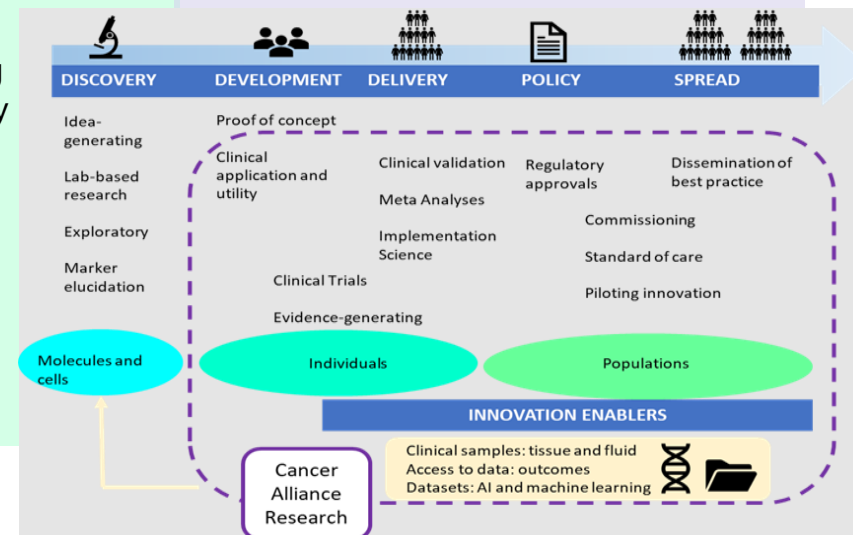 DISCOVERY
DEVELOPMENT
DELIVERY
POLICY
SPREAD
Idea-
generating
Lab-based
research
Exploratory
Marker
elucidation
Proof of concept
Clinical
application and
utility
Clinical validation
Meta Analyses
Implementation
Science
Clinical Trials
Evidence-generating
Regulatory
approvals
Dissemination of
best practice
Commissioning
Standard of care
Piloting innovation
Molecules and
cells
Individuals
Populations
INNOVATION ENABLERS
Clinical samples: tissue and fluid
Access to data: outcomes
Datasets: AI and machine learning
Cancer
Alliance
Research